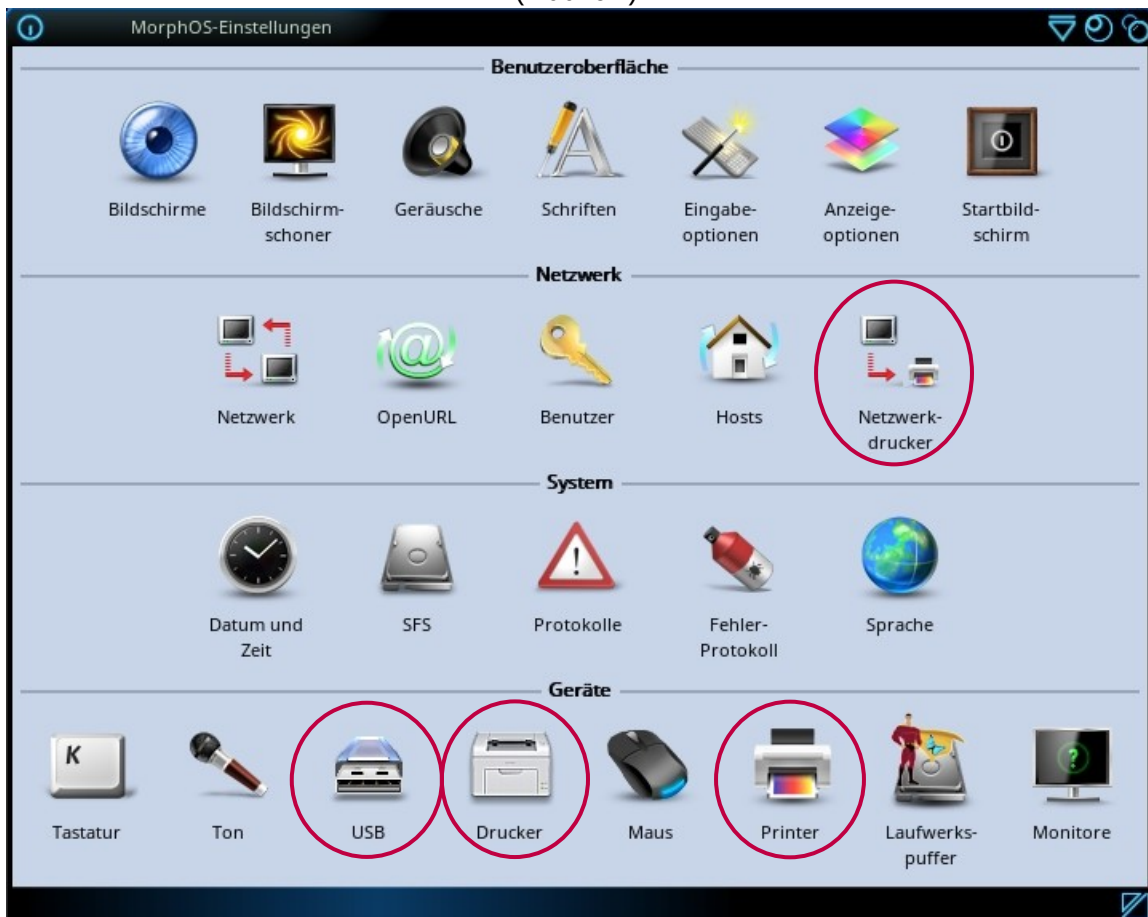 MorphOS-Einstellungen
Benutzeroberfläche
Bildschirme
Bildschirm-
schoner
Geräusche
Schriften
Eingabe-
optionen
Anzeige-
optionen
Startbild-
schirm
Netzwerk
Netzwerk
OpenURL
Benutzer
Hosts
Netzwerk-
drucker
System
Datum und
Zeit
SFS
Protokolle
Fehler-
Protokoll
Sprache
Geräte
K
Tastatur
Ton
USB
Drucker
Maus
Printer
Laufwerks-
puffer
Monitore